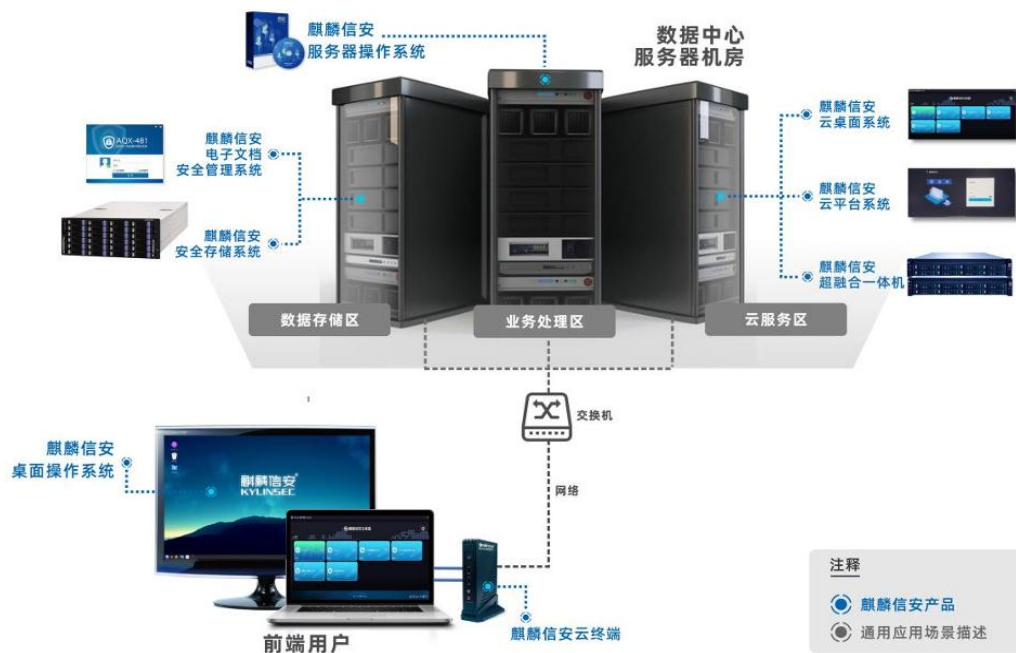 麒麟信安
服务器操作系统
数据中心
服务器机房
AQX-481
麒麟信安
电子文档
安全管理系统
麒麟信安
安全存储系统
麒麟信安
云桌面系统
麒麟信安
云平台系统
麒麟信安
超融合一体机
数据存储区
业务处理区
云服务区
交换机
网络
麒麟信安
桌面操作系统
麒麟信安
KYLINSEC
前端用户
麒麟信安云终端
注释
麒麟信安产品
通用应用场景描述